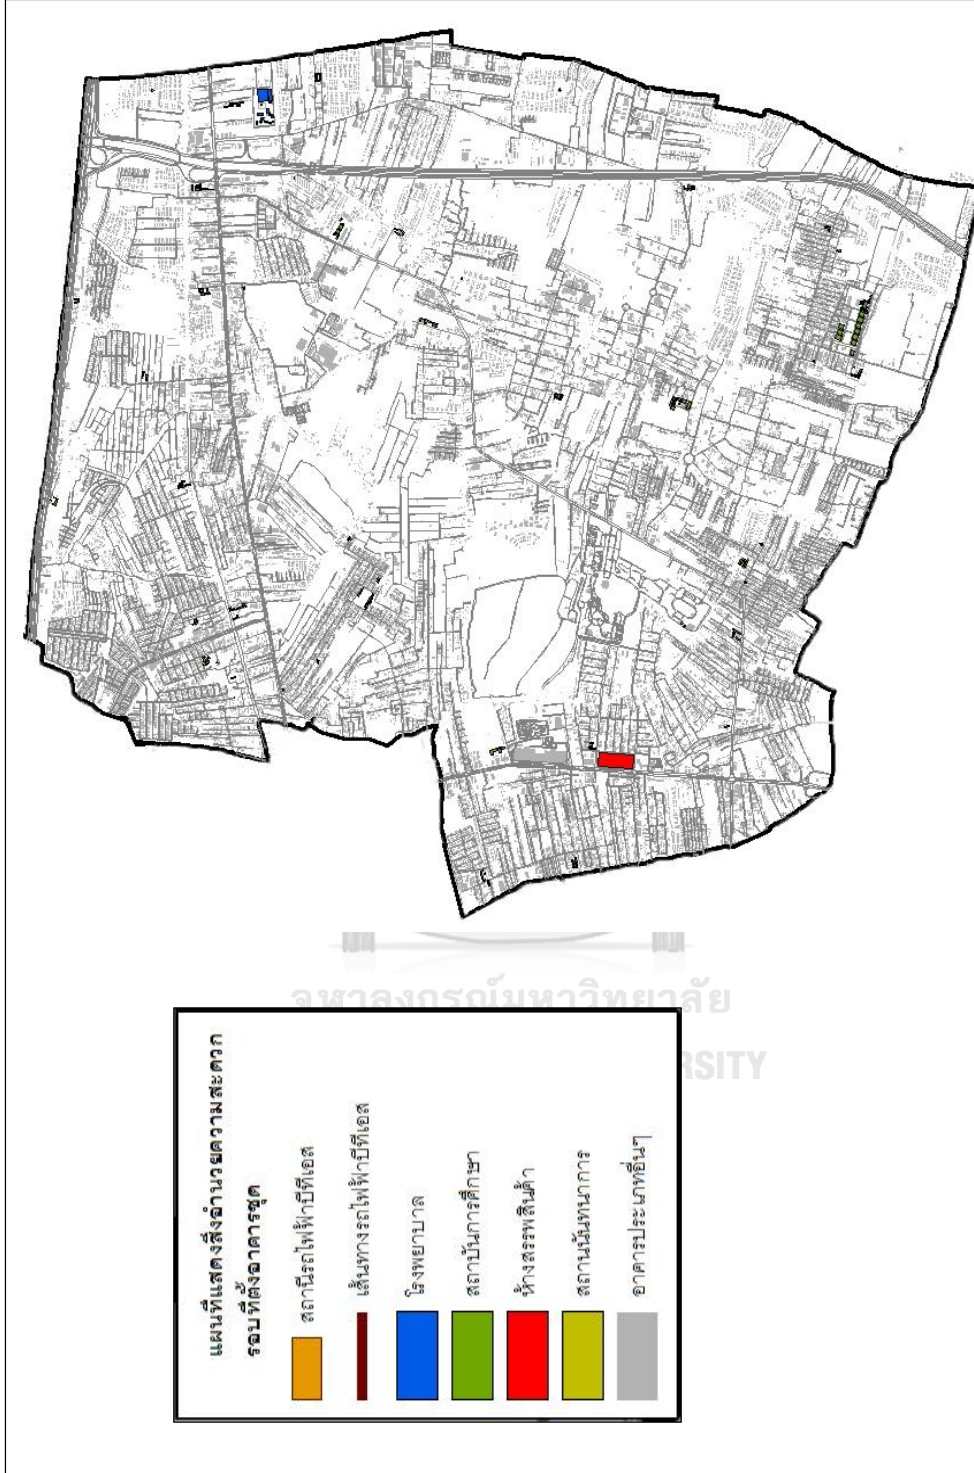 แผนที่แสดงสิ่งอำนวยความสะดวก
รอบที่ตั้งอาคารชุด
สถานีรถไฟฟ้าบีทีเอส
เส้นทางรถไฟฟ้าบีทีเอส
โรงพยาบาล
สถาบันการศึกษา
ห้างสรรพสินค้า
สถานนันทนาการ
อาคารประเภทอื่นๆ
จุฬาลงกรณ์มหาวิทยาลัย
RSITY